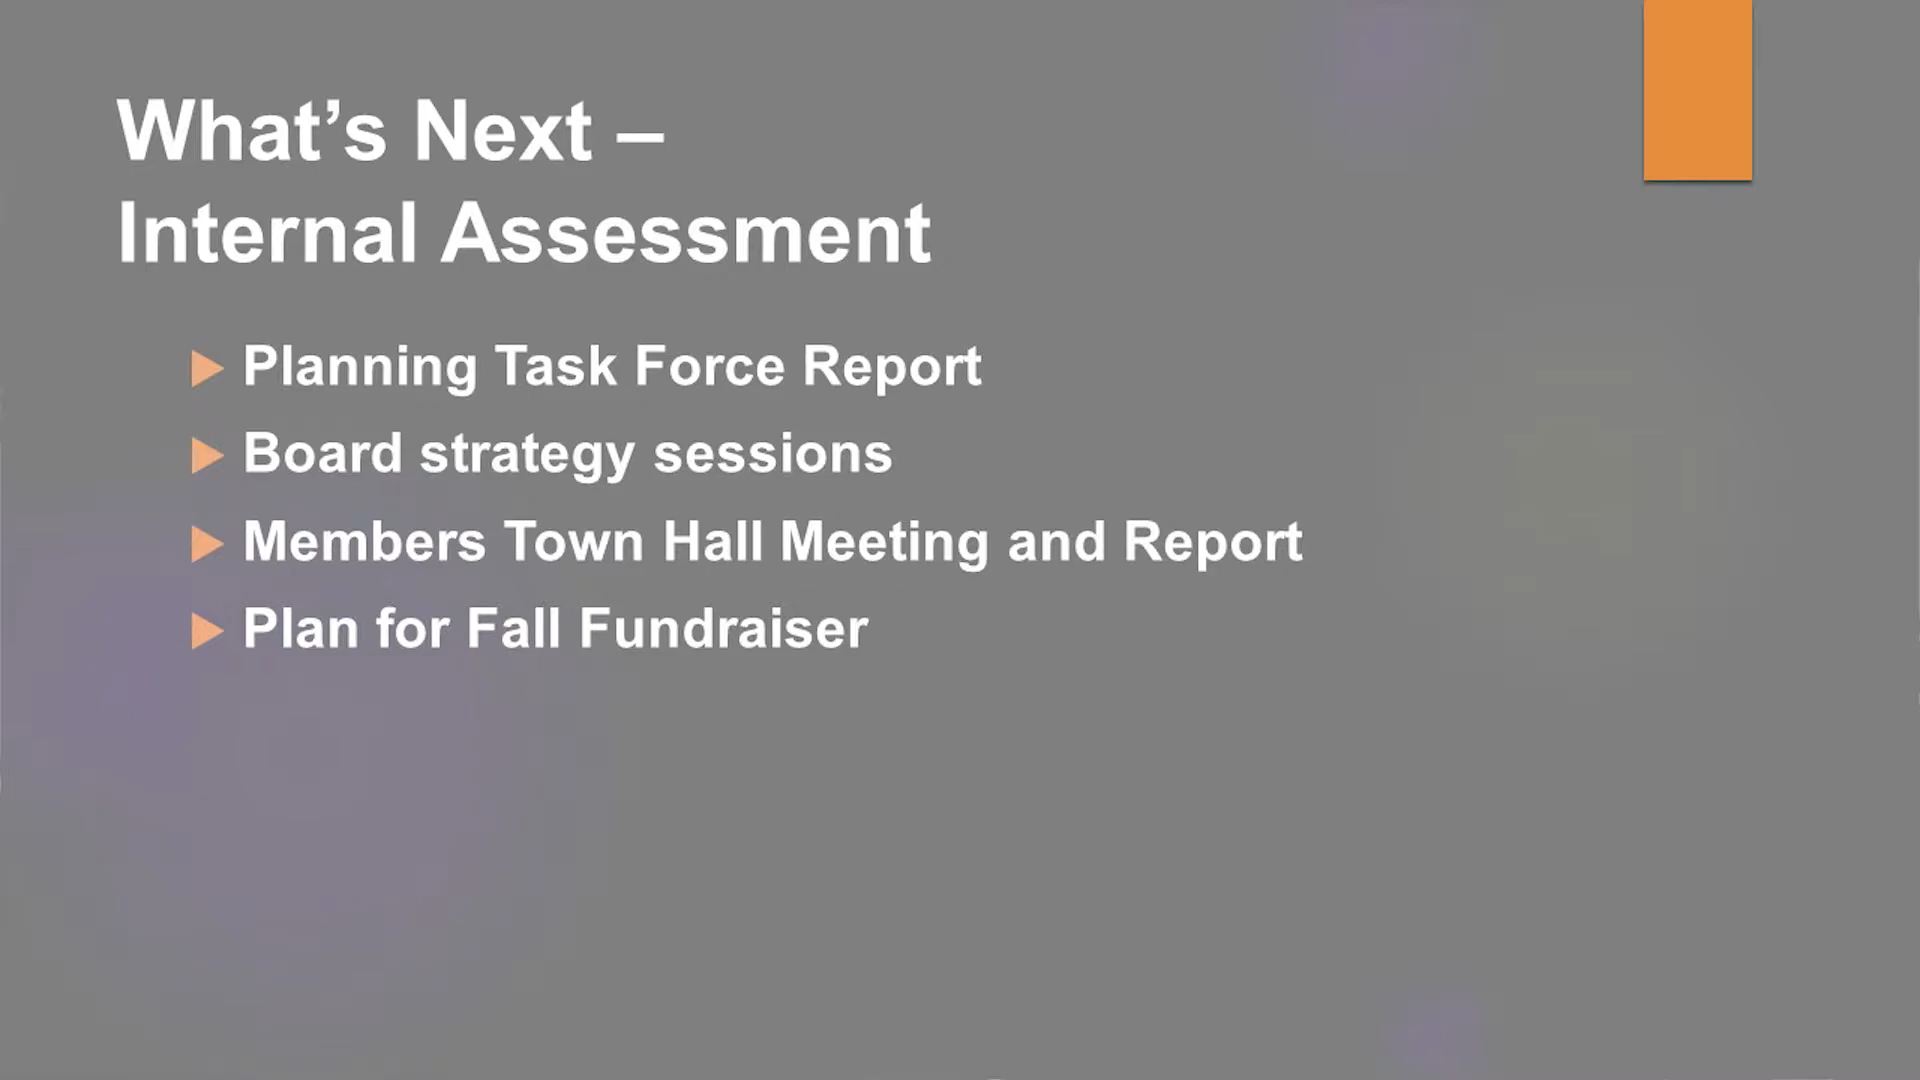 What’s Next –
Internal Assessment
Planning Task Force Report
Board strategy sessions
Members Town Hall Meeting and Report
Plan for Fall Fundraiser